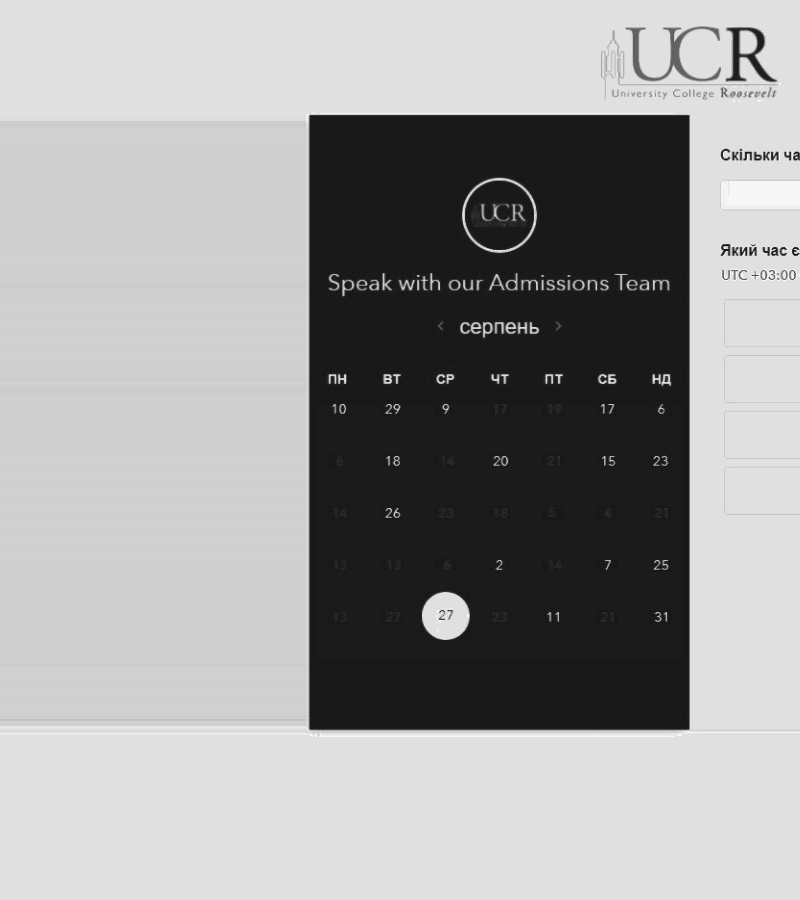 UCR
University College Roosevelt
Скільки ча
UCR
Speak with our Admissions Team
серпень
Який час є
UTC +03:00
ПН ВТ СР ЧТ ПТ СБ НД
10 29 9 17 19 17 6
6 18 14 20 21 15 23
14 26 23 18 5 4 21
13 13 6 2 14 7 25
13 27 27 23 11 21 31